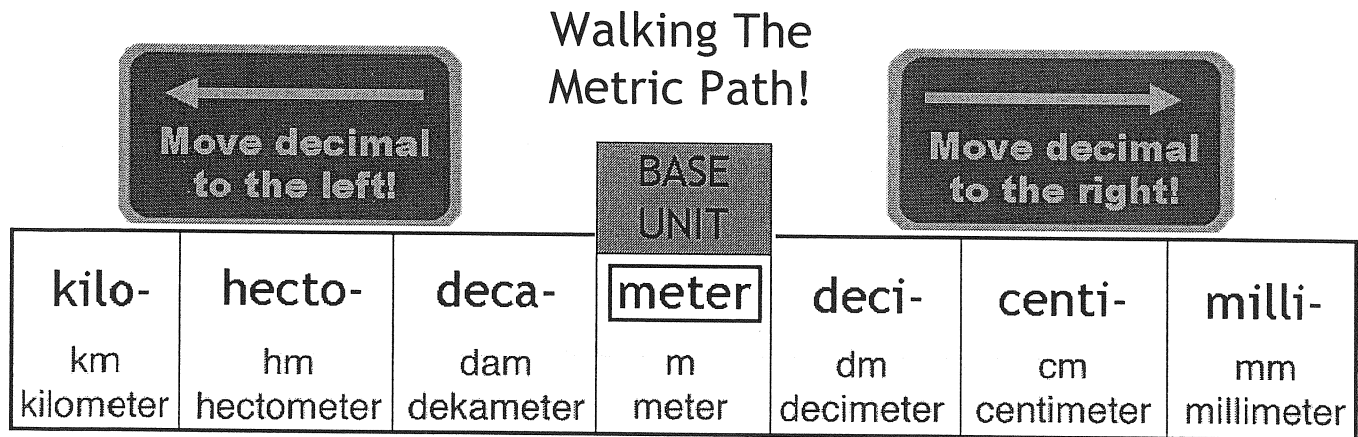 Walking The
Metric Path!
Move decimal
to the left!
BASE
UNIT
Move decimal
to the right!
kilo-
hecto-
deca-
meter
deci-
centi-
milli-
km
hm
dam
m
dm
cm
mm
kilometer
hectometer
dekameter
meter
decimeter
centimeter
millimeter